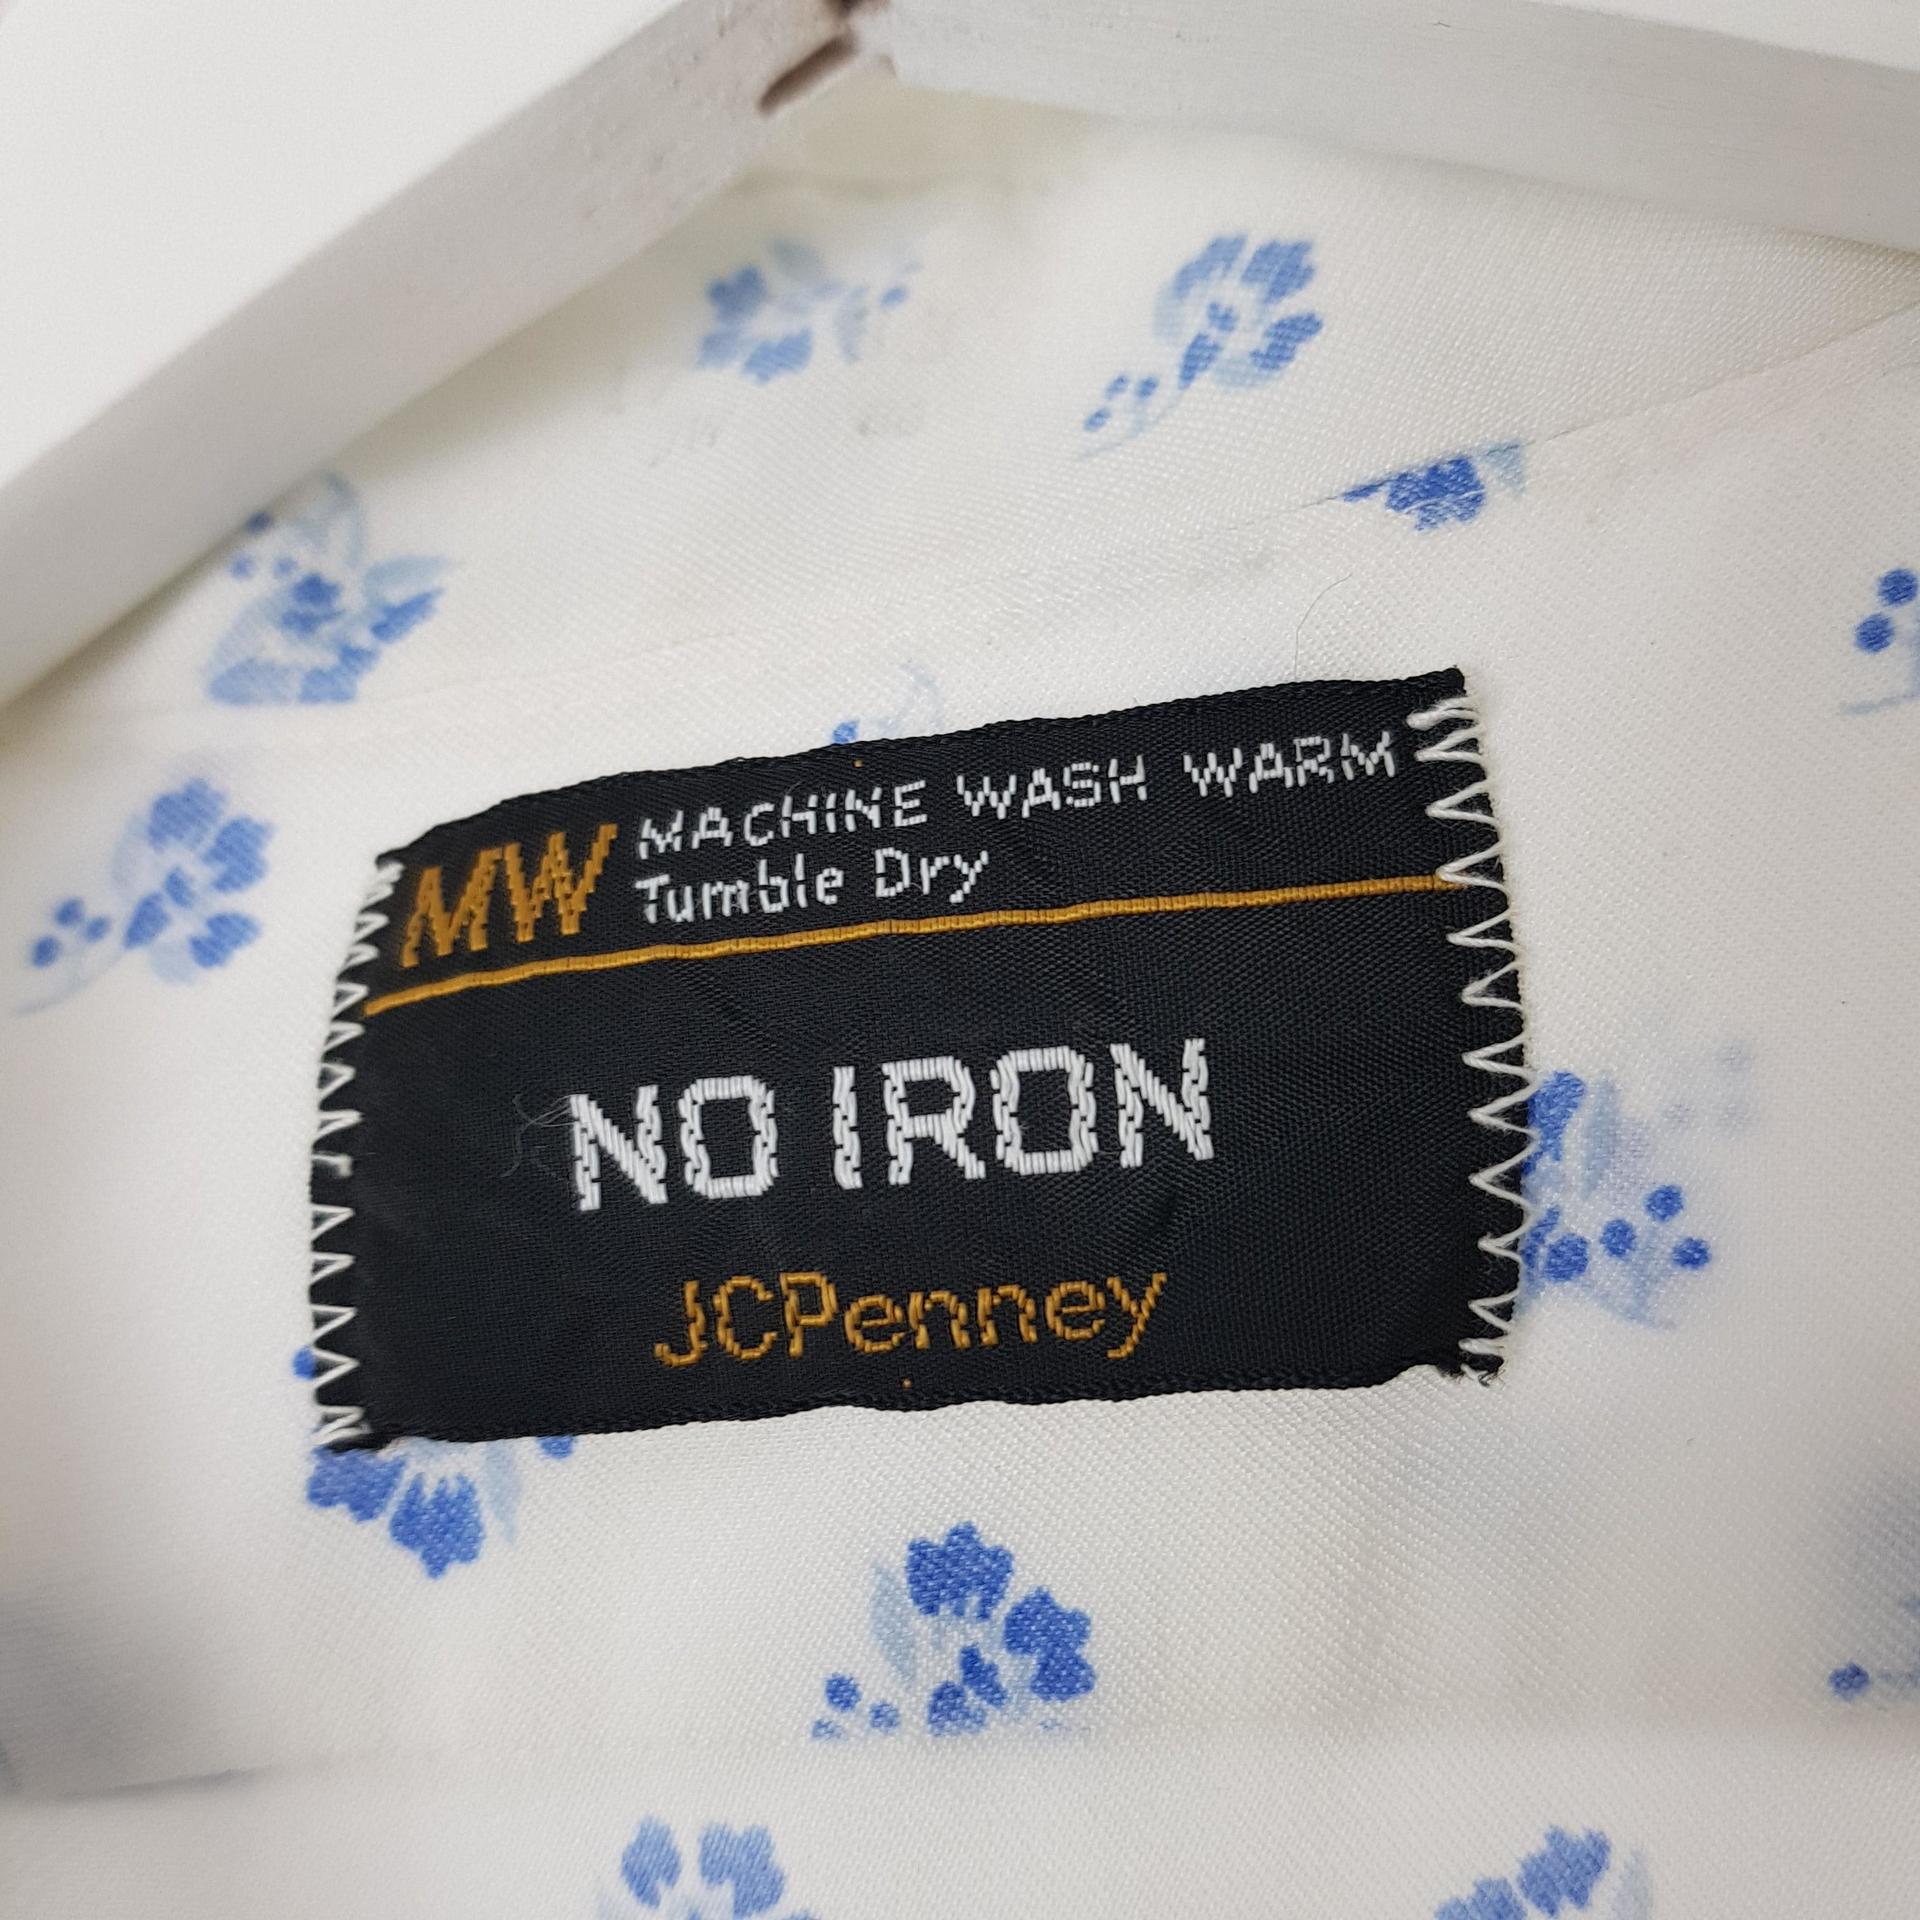 MW MACHINE WASH WARM
Tumble Dry
NO IRON
JCPenney